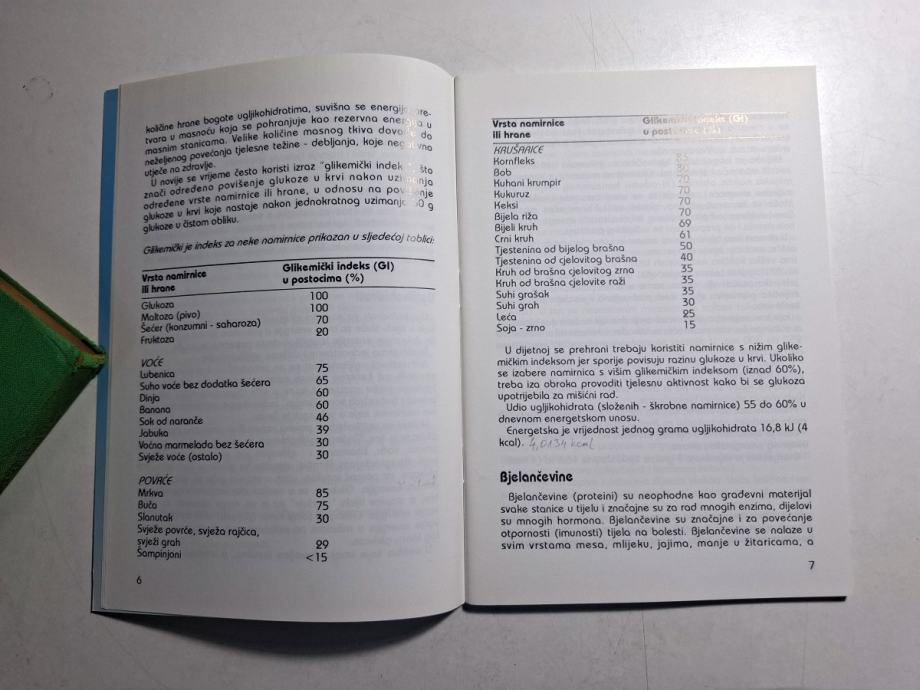 količine hrane bogate ugljikohidratima, suvišna se energija pre-
tvara u masnoću koja se pohranjuje kao rezervna energija u
masnim stanicama. Velike količine masnog tkiva dovode do
neželjenog povećanja tjelesne težine - debljanja, koje negativno
utječe na zdravlje.
U novije se vrijeme često koristi izraz "glikemički indeks", što
znači određeno povišenje glukoze u krvi nakon uzimanja
određene vrste namirnice ili hrane, u odnosu na povišenje
glukoze u krvi koje nastaje nakon jednokratnog uzimanja 50 g
glukoze u čistom obliku.
Glikemički je indeks za neke namirnice prikazan u sljedećoj tablici:
Vrsta namirnice Glikemički indeks (GI)
ili hrane u postocima (%)
Glukoza 100
Maltoza (pivo) 100
Šećer (konzumni - saharoza) 70
Fruktoza 20
VOĆE
Lubenica 75
Suho voće bez dodatka šećera 65
Dinja 60
Banana 60
Sok od naranče 46
Jabuka 39
Voćna marmelada bez šećera 30
Svježe voće (ostalo) 30
POVRĆE
Mrkva 85
Buča 75
Slanutak 30
Svježe povrće, svježa rajčica,
svježi grah 29
Šampinjoni <15
6
Vrsta namirnice Glikemički indeks (GI)
ili hrane u postocima (%)
KRUŠARICE
Kornfleks 85
Bob
Kuhani krumpir 70
Kukuruz 70
Keksi 70
Bijela riža 70
Bijeli kruh 69
Crni kruh 61
Tjestenina od bijelog brašna 50
Tjestenina od cjelovitog brašna 40
Kruh od brašna cjelovitog zrna 35
Kruh od brašna cjelovite raži 35
Suhi grašak 35
Suhi grah 30
Leća 25
Soja - zrno 15
U dijetnoj se prehrani trebaju koristiti namirnice s nižim glike-
mičkim indeksom jer sporije povisuju razinu glukoze u krvi. Ukoliko
se izabere namirnica s višim glikemičkim indeksom (iznad 60%),
treba iza obroka provoditi tjelesnu aktivnost kako bi se glukoza
upotrijebila za mišićni rad.
Udio ugljikohidrata (složenih - škrobne namirnice) 55 do 60% u
dnevnom energetskom unosu.
Energetska je vrijednost jednog grama ugljikohidrata 16,8 kJ (4
kcal). 4,0134 kcal
Bjelančevine
Bjelančevine (proteini) su neophodne kao građevni materijal
svake stanice u tijelu i značajne su za rad mnogih enzima, dijelovi
su mnogih hormona. Bjelančevine su značajne i za povećanje
otpornosti (imunosti) tijela na bolesti. Bjelančevine se nalaze u
svim vrstama mesa, mlijeku, jajima, manje u žitaricama, a
7